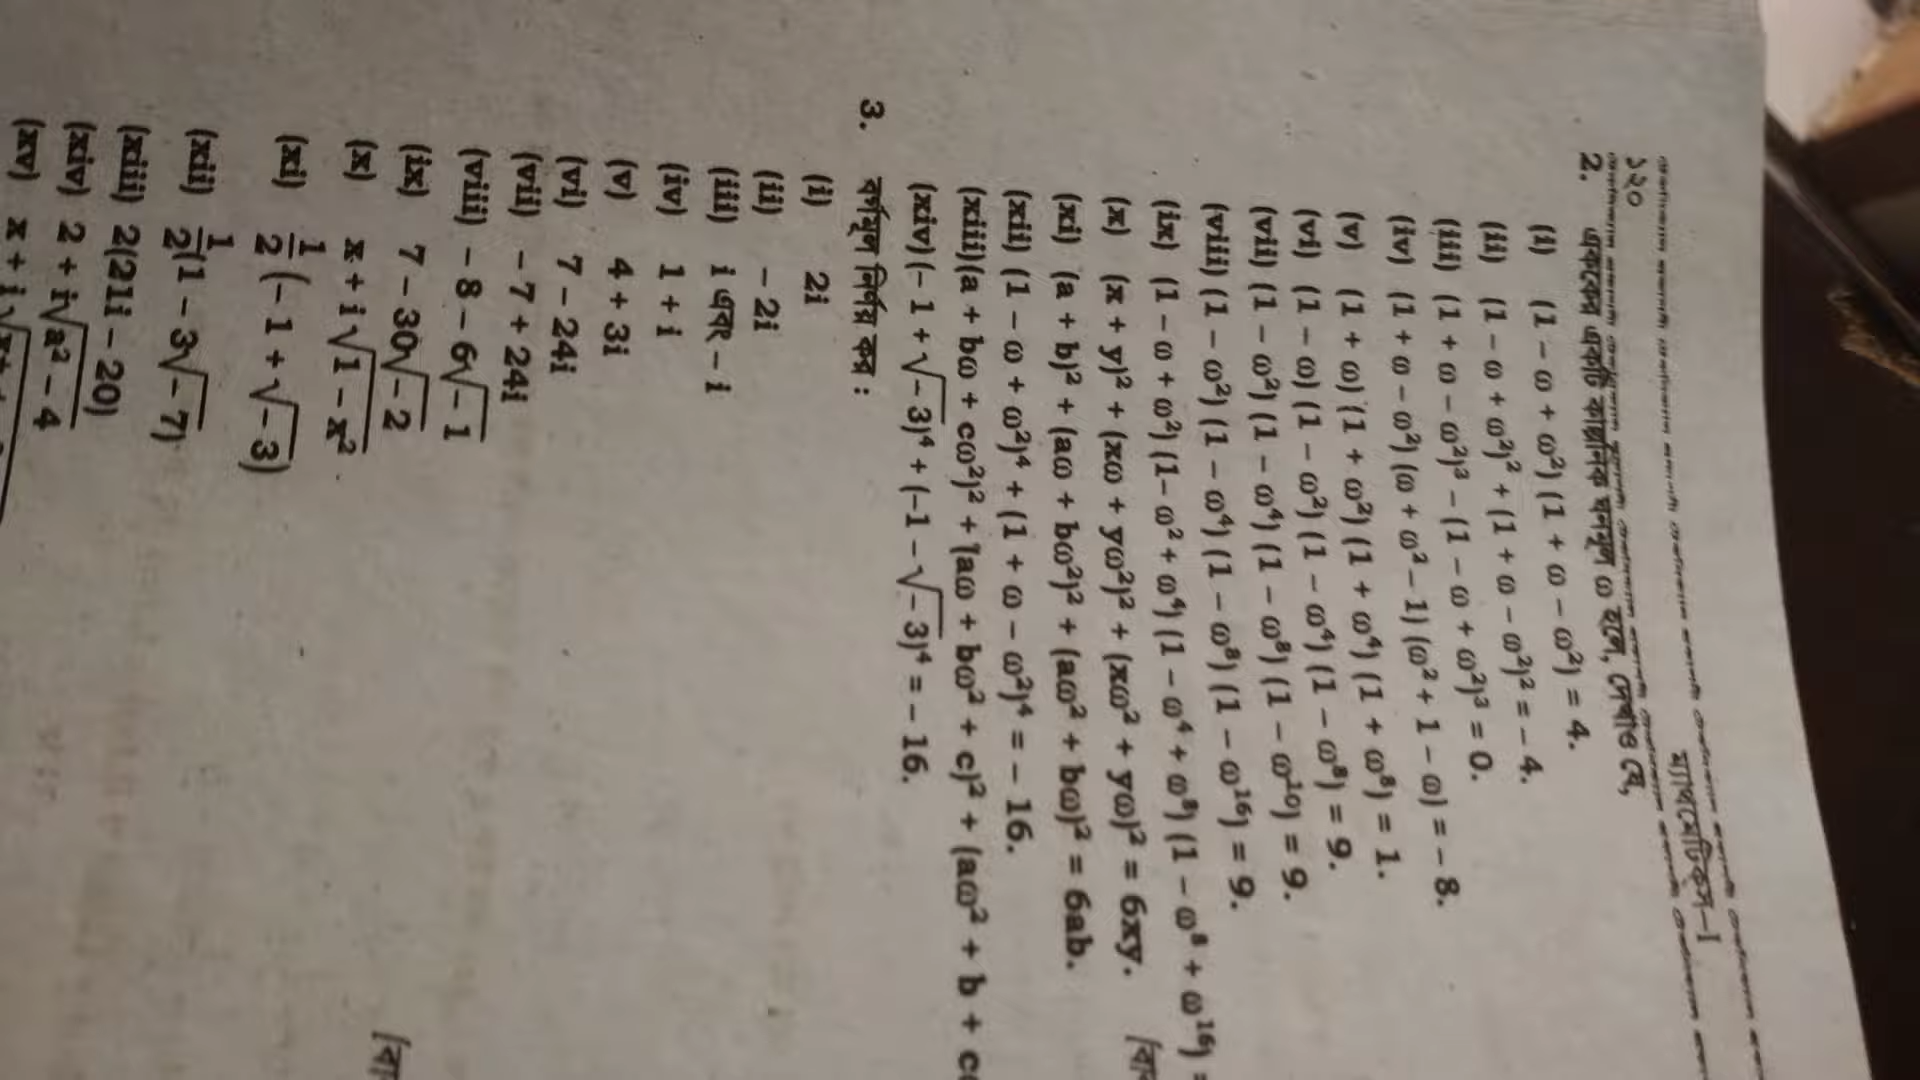 ১২০
ম্যাথমেটিকস-I
2. এককের একটি কাল্পনিক ঘনমূল ω হলে, দেখাও যে,
(i) (1 – ω + ω²) (1 + ω – ω²) = 4.
(ii) (1 – ω + ω²)² + (1 + ω – ω²)² = – 4.
(iii) (1 + ω – ω²)³ – (1 – ω + ω²)³ = 0.
(iv) (1 + ω – ω²) (ω + ω² – 1) (ω² + 1 – ω) = – 8.
(v) (1 + ω) (1 + ω²) (1 + ω⁴) (1 + ω⁸) = 1.
(vi) (1 – ω) (1 – ω²) (1 – ω⁴) (1 – ω⁸) = 9.
(vii) (1 – ω²) (1 – ω⁴) (1 – ω⁸) (1 – ω¹⁰) = 9.
(viii) (1 – ω²) (1 – ω⁴) (1 – ω⁸) (1 – ω¹⁶) = 9.
(ix) (1 – ω + ω²) (1– ω² + ω⁴) (1 – ω⁴ + ω⁸) (1 – ω⁸ + ω¹⁶) =
(x) (x + y)² + (xω + yω²)² + (xω² + yω)² = 6xy.
(xi) (a + b)² + (aω + bω²)² + (aω² + bω)² = 6ab.
(xii) (1 – ω + ω²)⁴ + (1 + ω – ω²)⁴ = – 16.
(xiii) (a + bω + cω²)² + (aω + bω² + c)² + (aω² + b +
(xiv) (– 1 + √–3)⁴ + (–1 – √–3)⁴ = – 16.
3. বর্গমূল নির্ণয় কর :
(i) 2i
(ii) – 2i
(iii) i এবং – i
(iv) 1 + i
(v) 4 + 3i
(vi) 7 – 24i
(vii) – 7 + 24i
(viii) – 8 – 6√–1
(ix) 7 – 30√–2
(x) x + i√1 – x²
(xi) 1/2 (– 1 + √–3)
(xii) 1/2(1 – 3√–7)
(xiii) 2(21i – 20)
(xiv) 2 + i√a² – 4
(xv) x + i